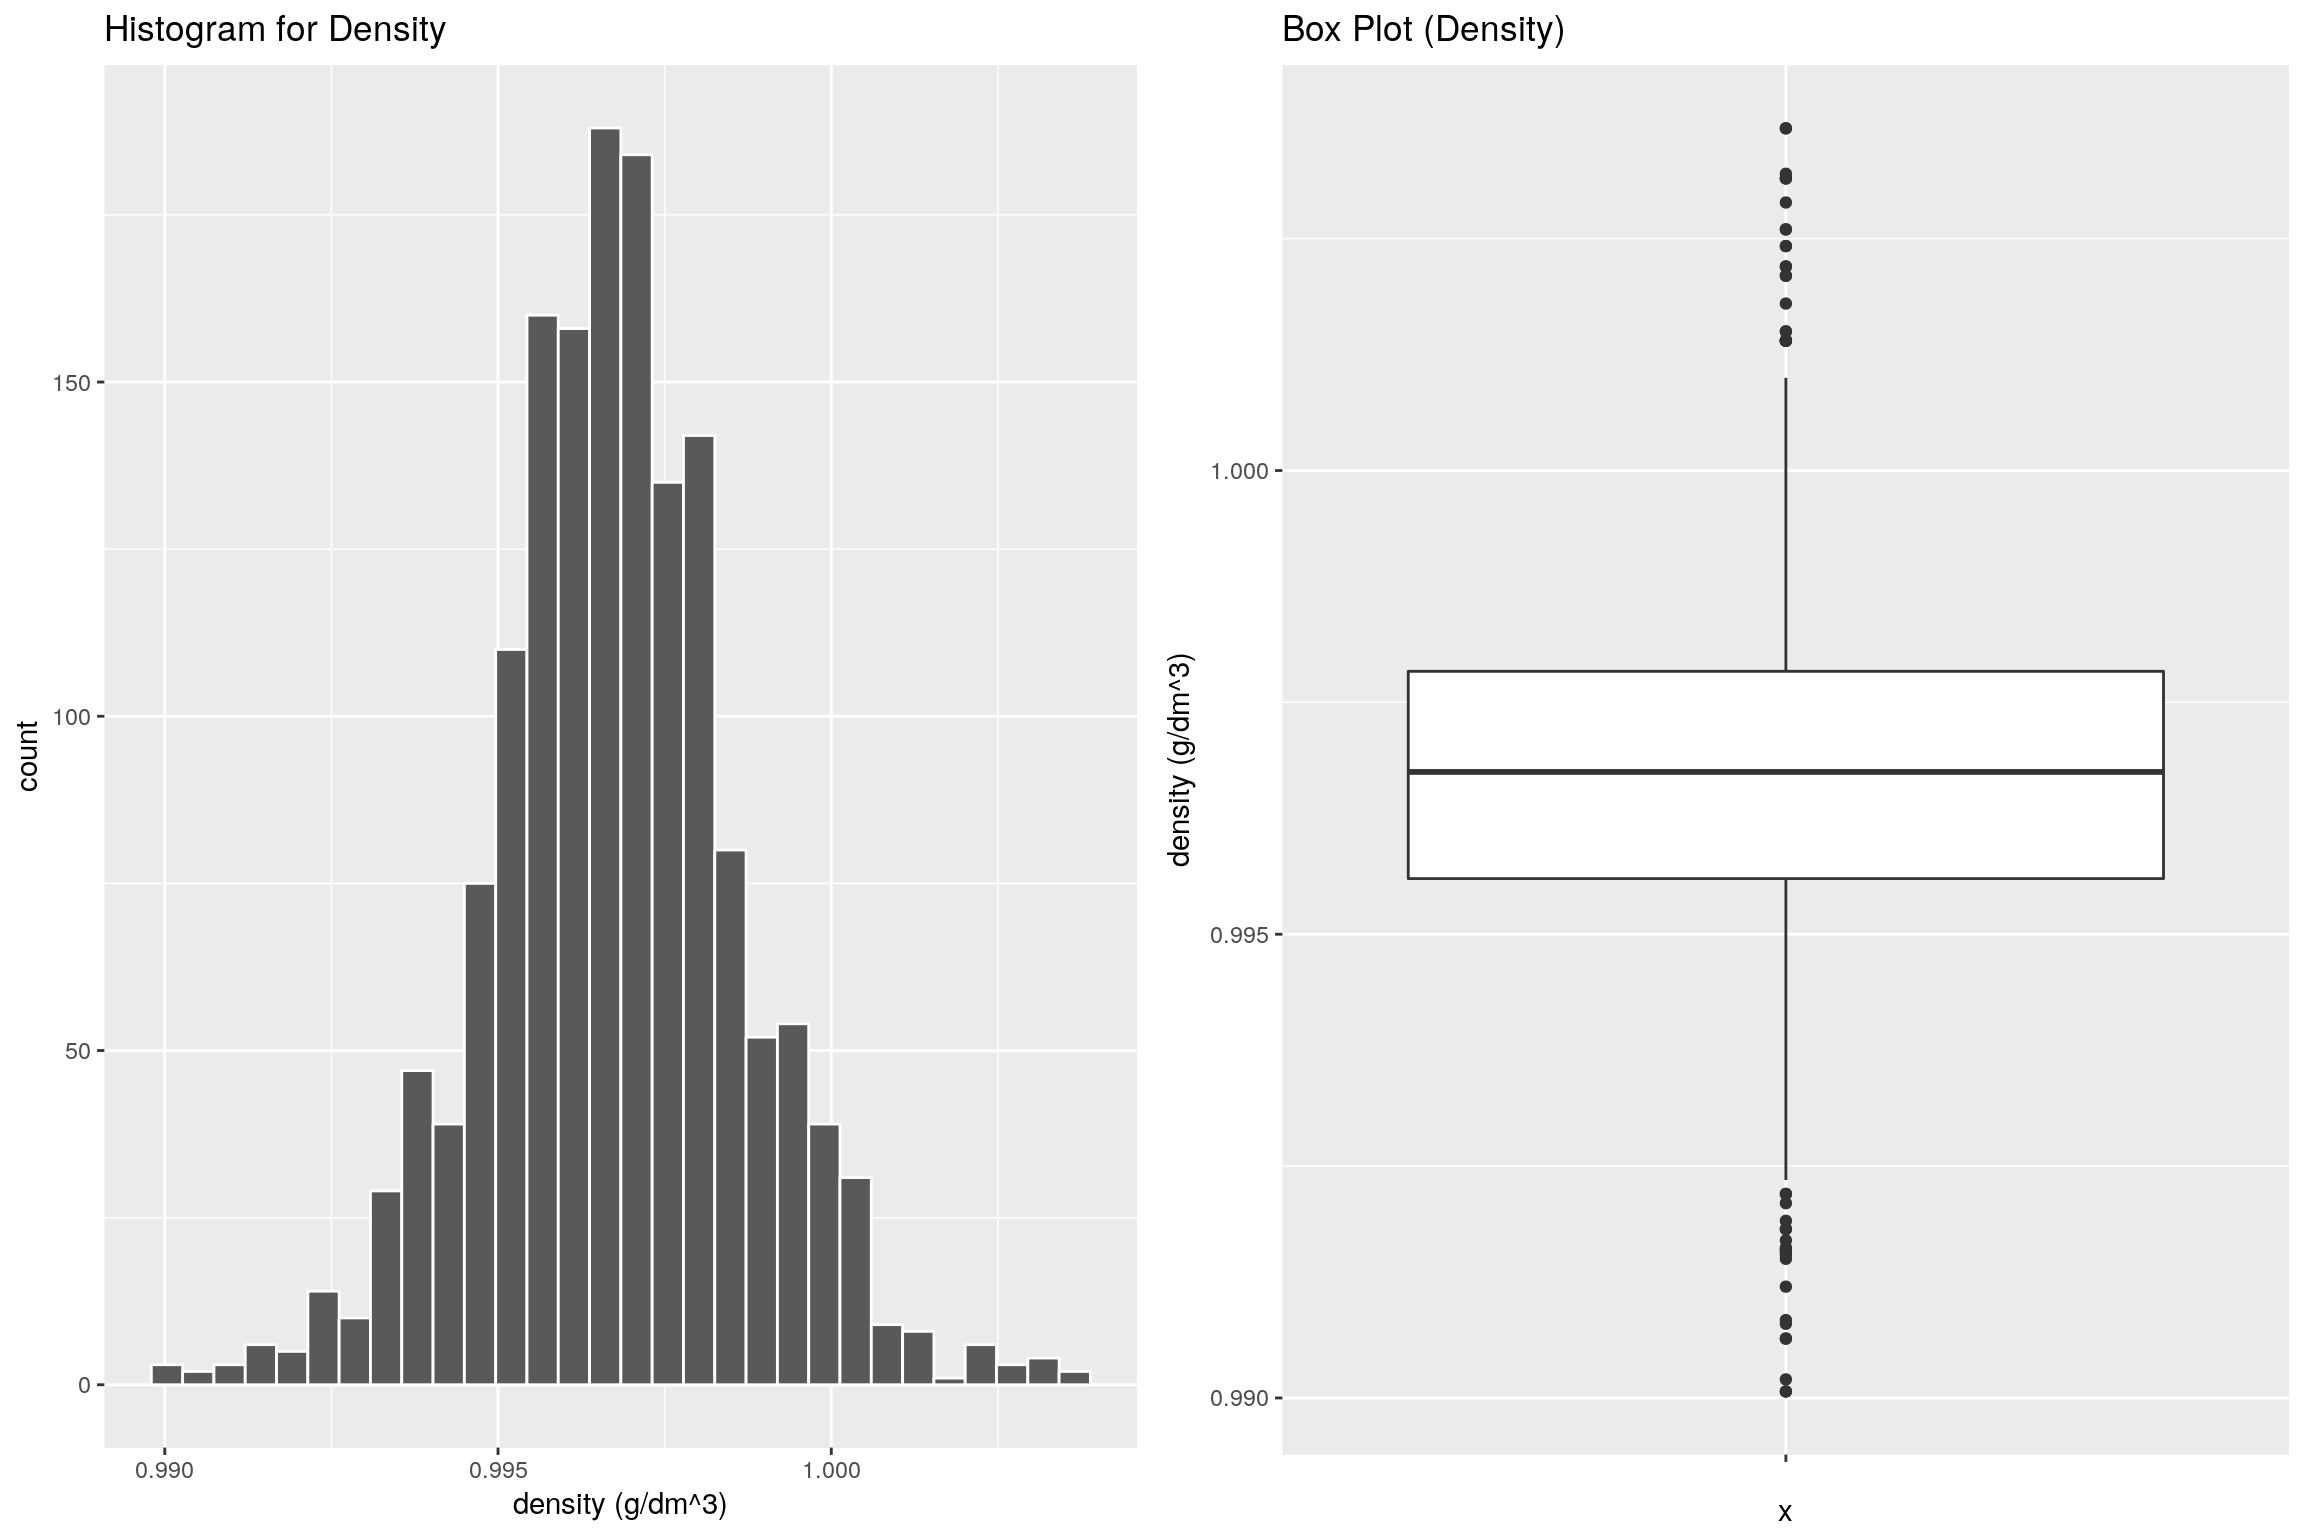 Histogram for Density
150
100
50
0
count
0.990
0.995
1.000
density (g/dm^3)
Box Plot (Density)
1.000
0.995
0.990
density (g/dm^3)
x